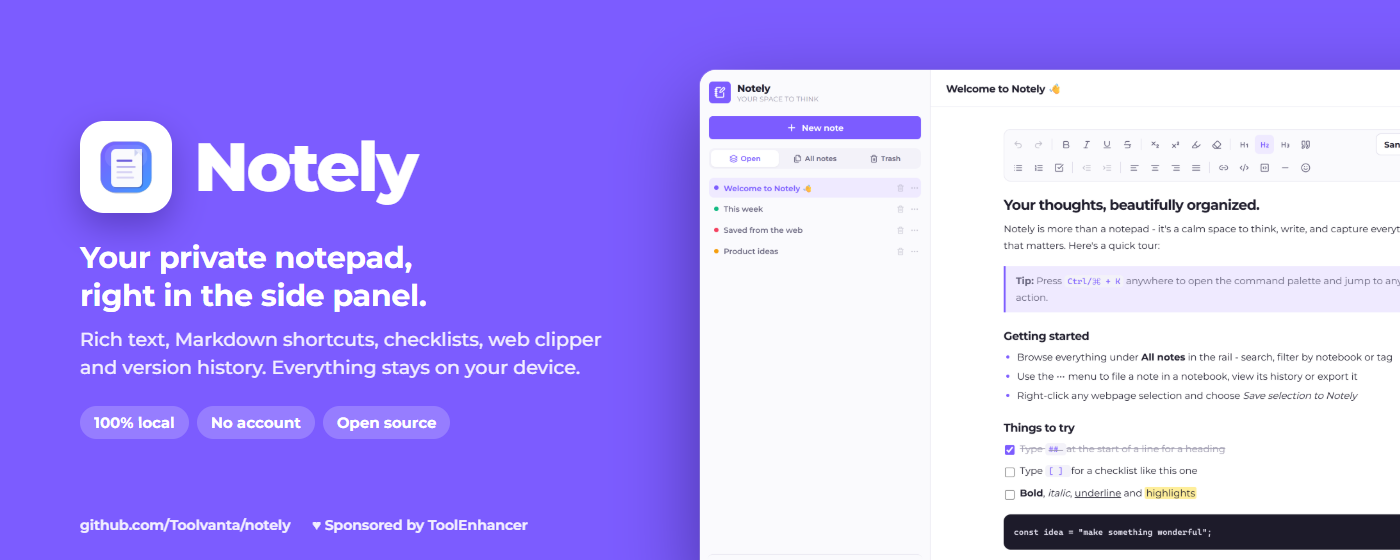 Notely
Your private notepad,
right in the side panel.
Rich text, Markdown shortcuts, checklists, web clipper
and version history. Everything stays on your device.
100% local
No account
Open source
github.com/Toolvanta/notely
♥ Sponsored by ToolEnhancer
Notely
YOUR SPACE TO THINK
+ New note
Open
All notes
Trash
Welcome to Notely 👋
This week
Saved from the web
Product ideas
Welcome to Notely 👋
B I U S X₂ X² H1 H2 H3
San
Your thoughts, beautifully organized.
Notely is more than a notepad - it's a calm space to think, write, and capture everyt
that matters. Here's a quick tour:
Tip: Press Ctrl/⌘ + K anywhere to open the command palette and jump to any
action.
Getting started
• Browse everything under All notes in the rail - search, filter by notebook or tag
• Use the ··· menu to file a note in a notebook, view its history or export it
• Right-click any webpage selection and choose Save selection to Notely
Things to try
Type ##  at the start of a line for a heading
Type [ ] for a checklist like this one
Bold, italic, underline and highlights
const idea = "make something wonderful";